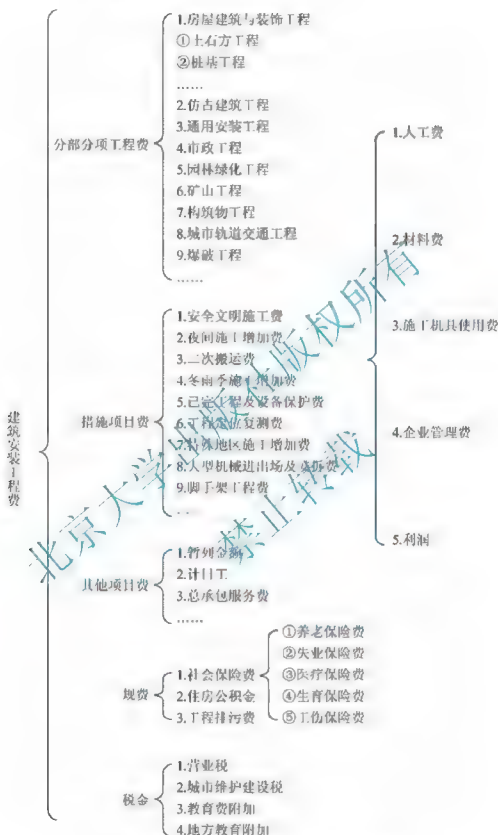 建筑安装工程费
分部分项工程费
1.房屋建筑与装饰工程
①土石方工程
②桩基工程
……
2.仿古建筑工程
3.通用安装工程
4.市政工程
5.园林绿化工程
6.矿山工程
7.构筑物工程
8.城市轨道交通工程
9.爆破工程
……
措施项目费
1.安全文明施工费
2.夜间施工增加费
3.二次搬运费
4.冬雨季施工增加费
5.已完工程及设备保护费
6.工程定位复测费
7.特殊地区施工增加费
8.大型机械进出场及安拆费
9.脚手架工程费
……
其他项目费
1.暂列金额
2.计日工
3.总承包服务费
……
1.人工费
2.材料费
3.施工机具使用费
4.企业管理费
5.利润
规费
1.社会保险费
2.住房公积金
3.工程排污费
①养老保险费
②失业保险费
③医疗保险费
④生育保险费
⑤工伤保险费
税金
1.营业税
2.城市维护建设税
3.教育费附加
4.地方教育附加
北京大学出版社版权所有
禁止转载